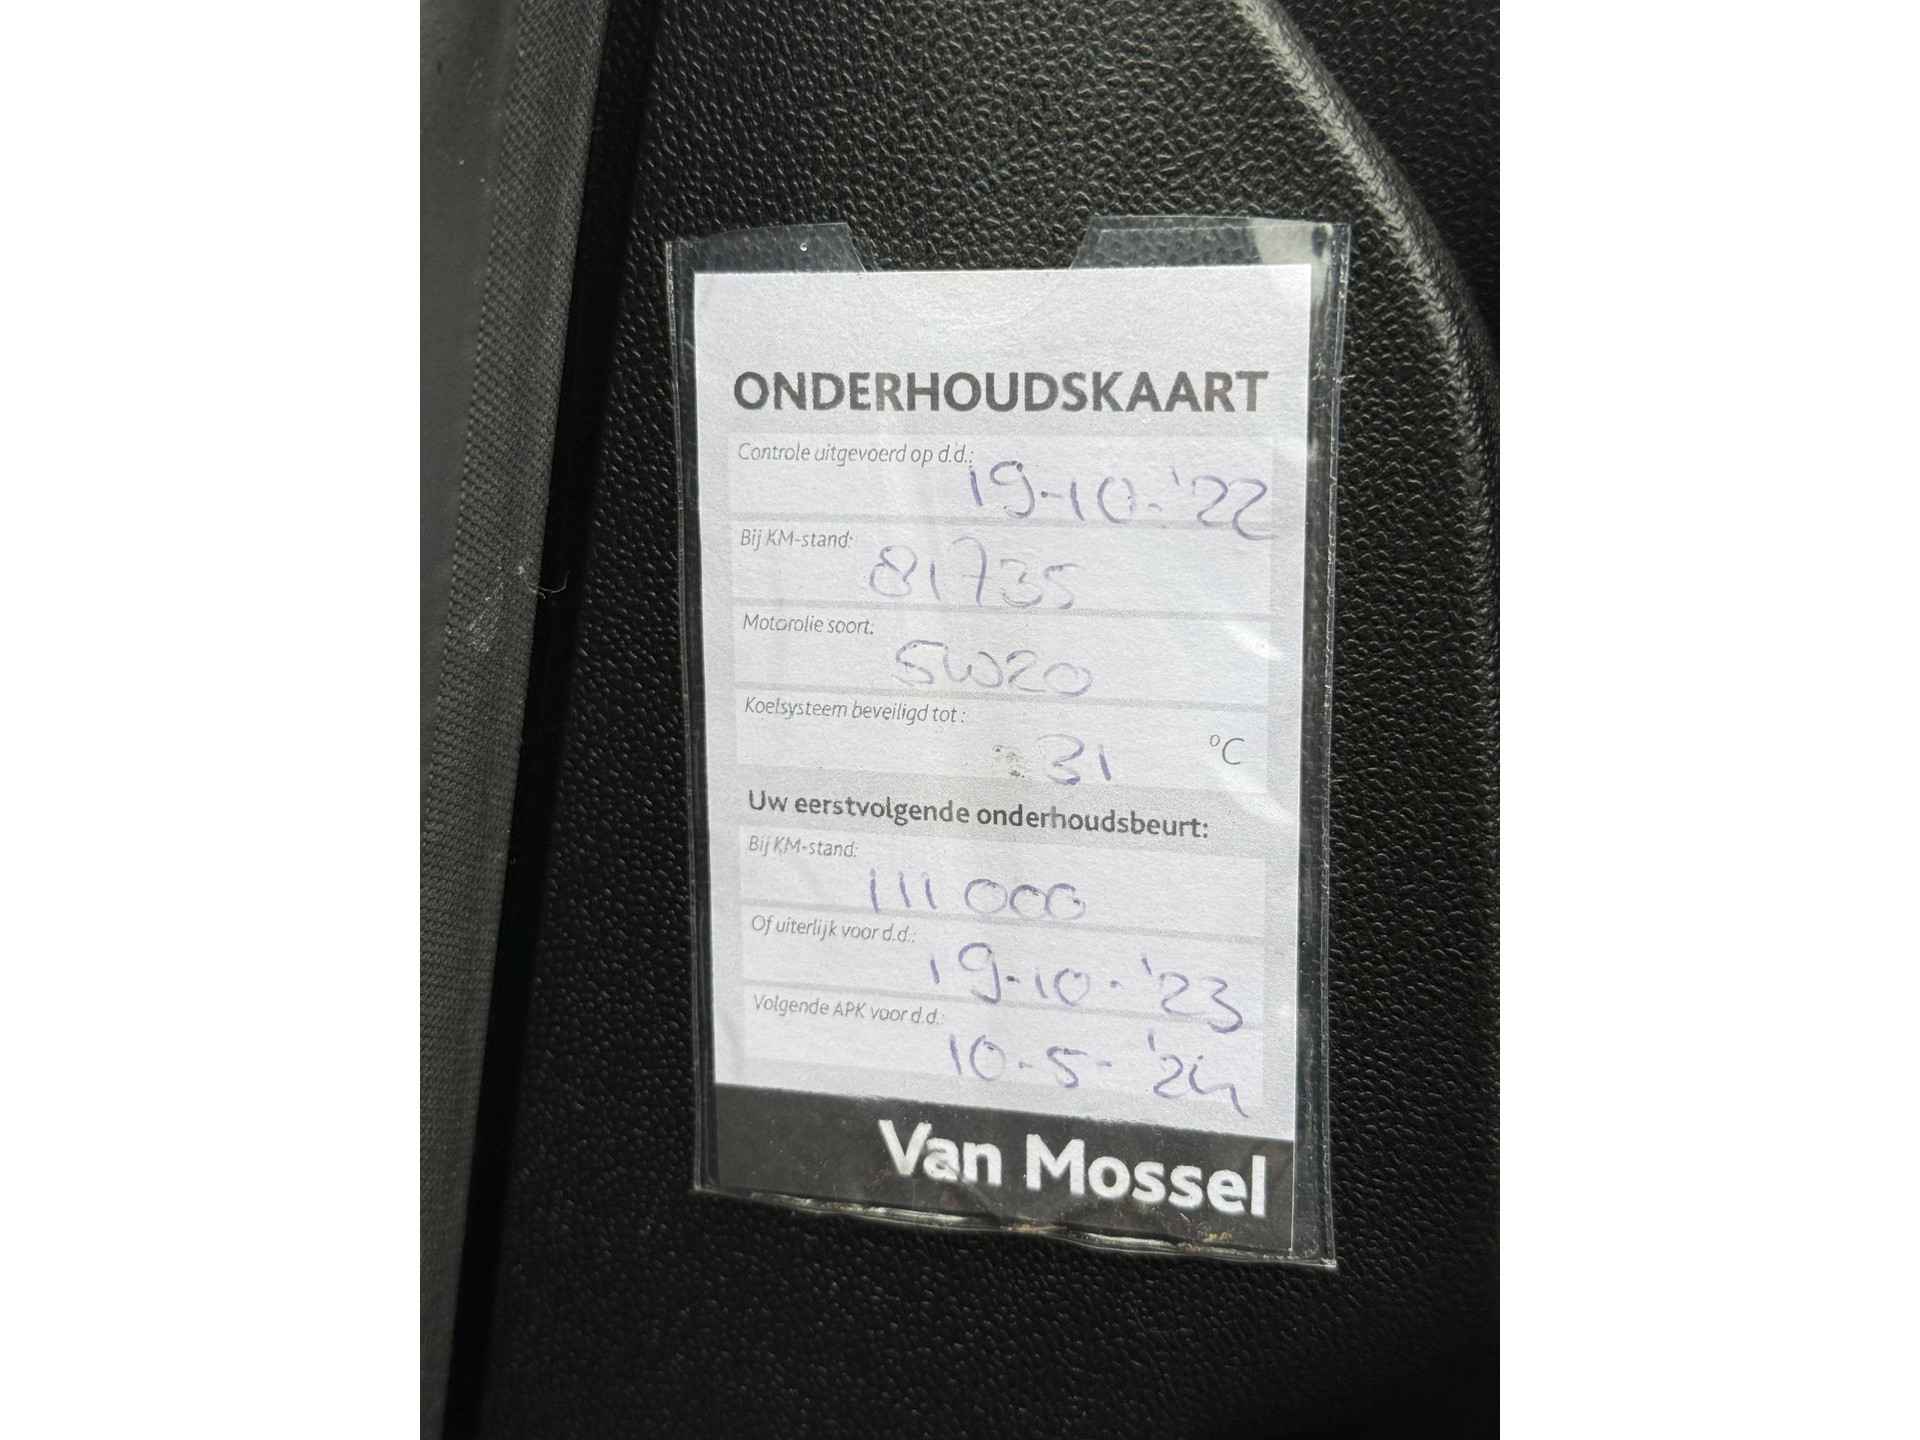 ONDERHOUDSKAART
Controle uitgevoerd op d.d.: 19-10-'22
Bij KM-stand: 81735
Motorolie soort: 5W20
Koelsysteem beveiligd tot : 31 °C
Uw eerstvolgende onderhoudsbeurt:
Bij KM-stand: 111 000
Of uiterlijk voor d.d.: 19-10-'23
Volgende APK voor d.d.: 10-5-'24
Van Mossel